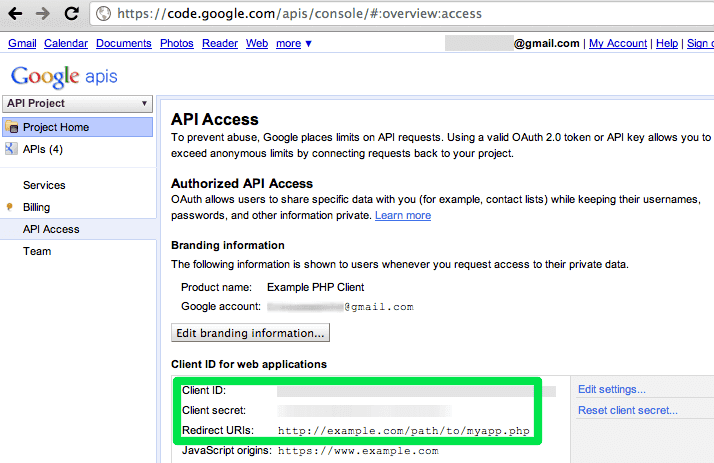 https://code.google.com/apis/console/#:overview:access
Gmail Calendar Documents Photos Reader Web more ▼
@gmail.com | My Account | Help | Sign o
Google apis
API Project
Project Home
APIs (4)
Services
Billing
API Access
Team
API Access
To prevent abuse, Google places limits on API requests. Using a valid OAuth 2.0 token or API key allows you to
exceed anonymous limits by connecting requests back to your project.
Authorized API Access
OAuth allows users to share specific data with you (for example, contact lists) while keeping their usernames,
passwords, and other information private. Learn more
Branding information
The following information is shown to users whenever you request access to their private data.
Product name: Example PHP Client
Google account: @gmail.com
Edit branding information...
Client ID for web applications
Client ID:
Client secret:
Redirect URIs: http://example.com/path/to/myapp.php
JavaScript origins: https://www.example.com
Edit settings...
Reset client secret...